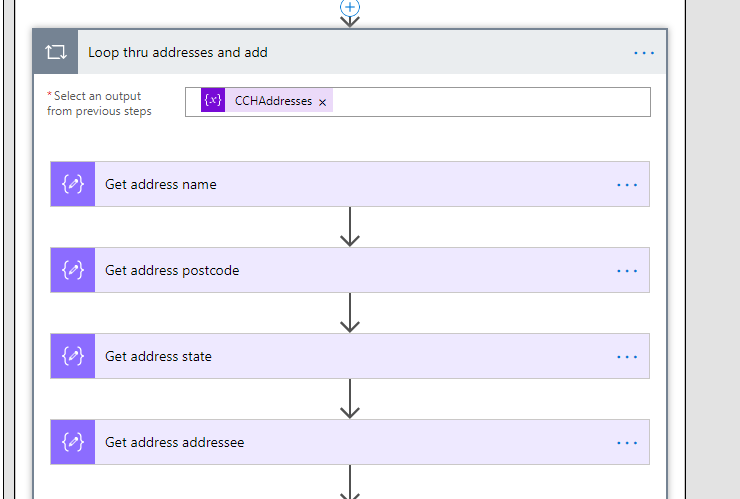 Loop thru addresses and add
...
* Select an output
from previous steps
{x} CCHAddresses ×
Get address name
...
Get address postcode
...
Get address state
...
Get address addressee
...